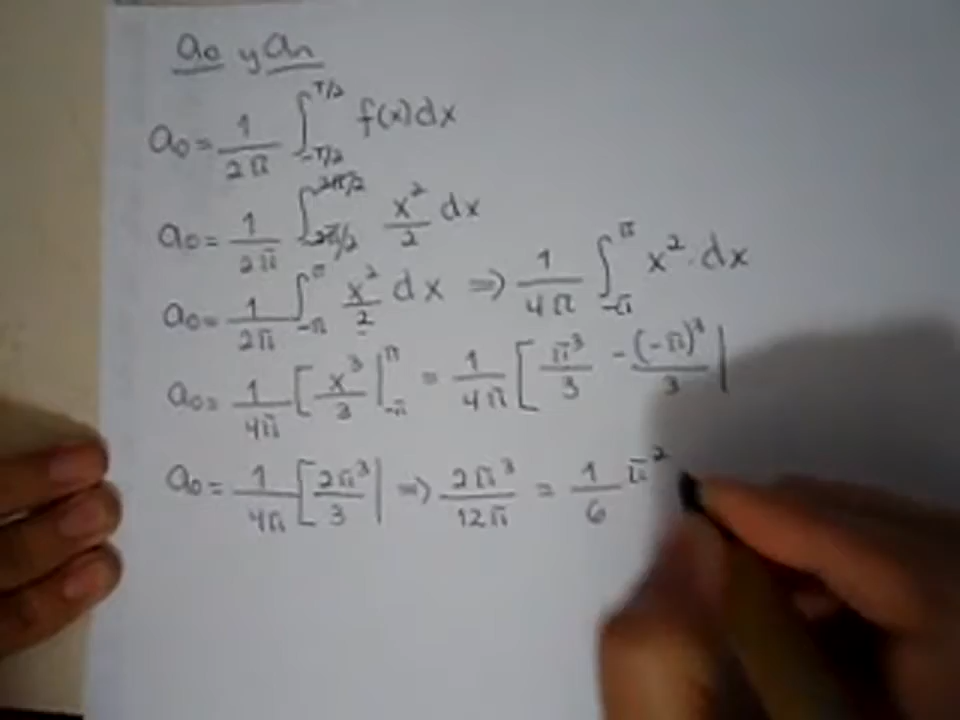 a₀ y aₙ
a₀ = 1/2π ∫_{-T/2}^{T/2} f(x)dx
a₀ = 1/2π ∫_{-2π/2}^{2π/2} x²/2 dx
a₀ = 1/2π ∫_{-π}^{π} x²/2 dx ⇒ 1/4π ∫_{-π}^{π} x² · dx
a₀ = 1/4π [x³/3 |_{-π}^{π} = 1/4π [π³/3 - (-π)³/3 |
a₀ = 1/4π [2π³/3 | ⇒ 2π³/12π = 1/6 π²